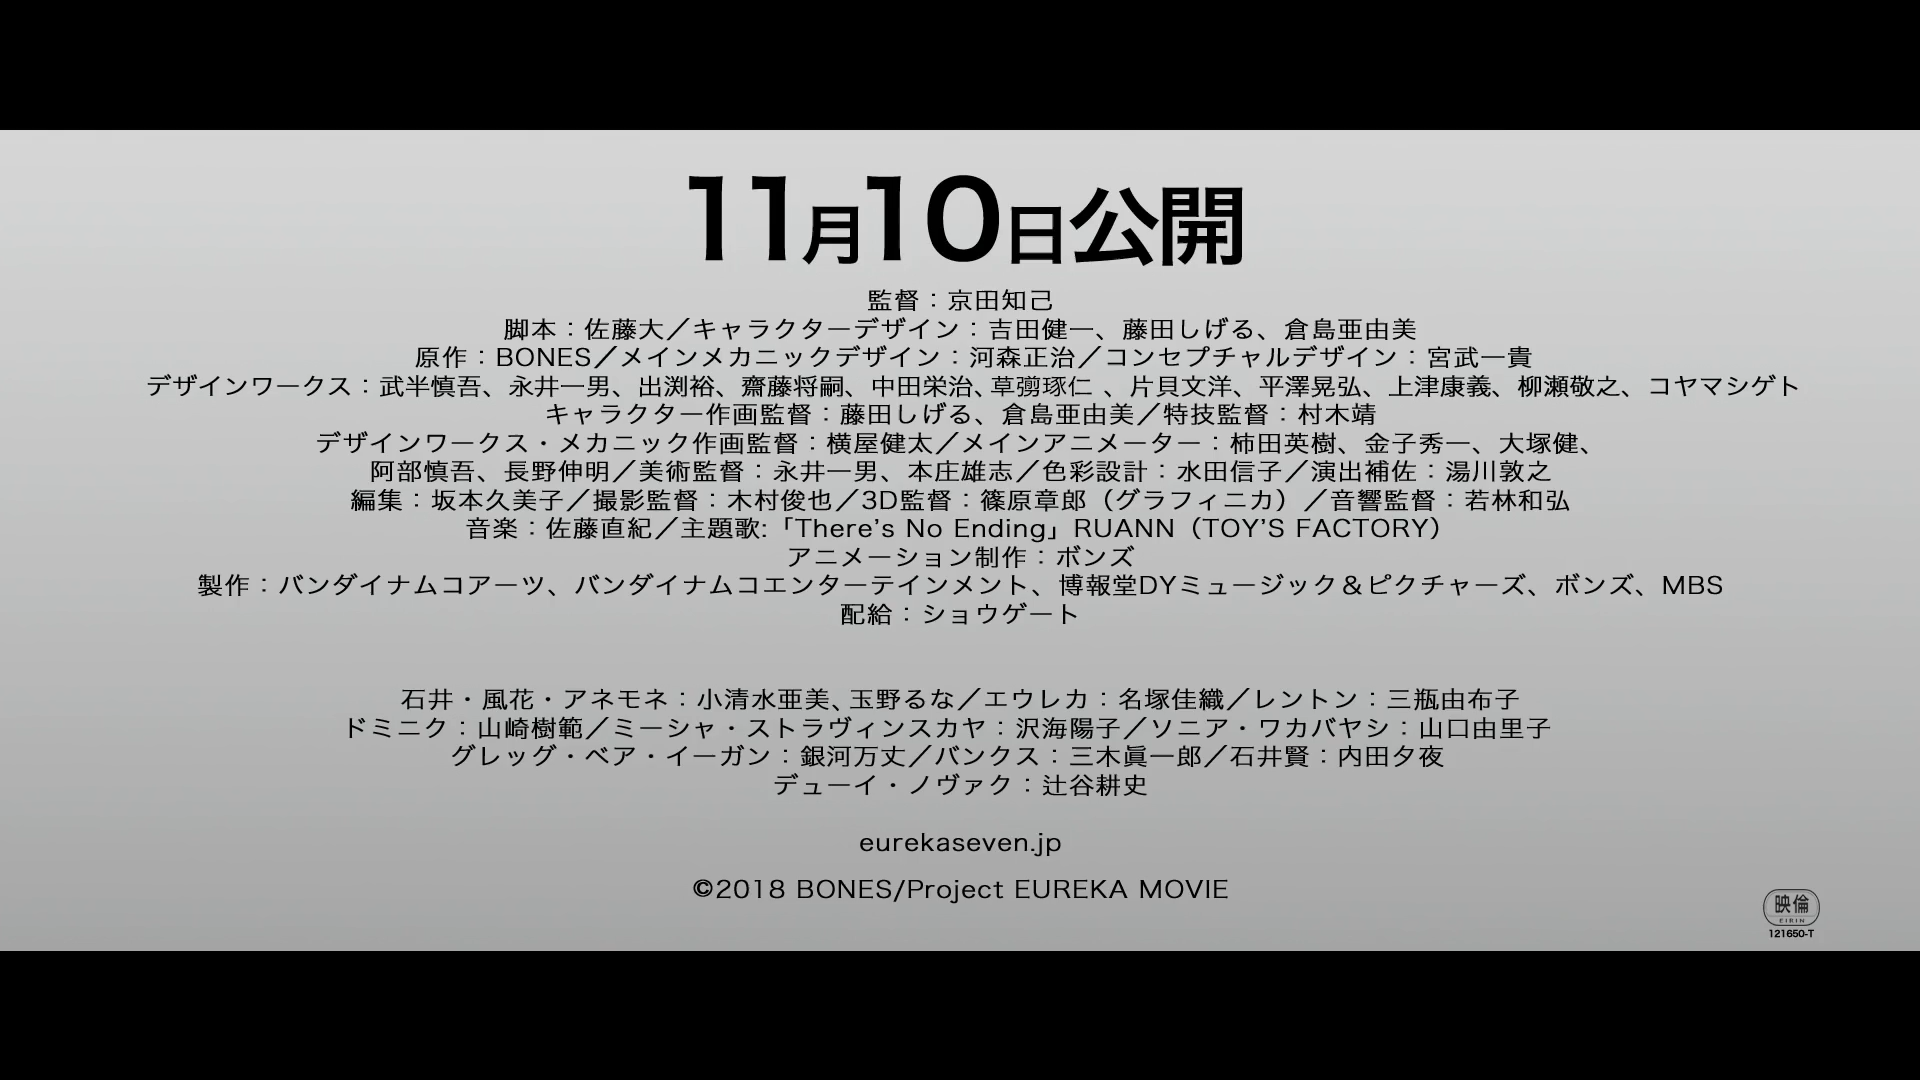 11月10日公開
監督：京田知己
脚本：佐藤大／キャラクターデザイン：吉田健一、藤田しげる、倉島亜由美
原作：BONES／メインメカニックデザイン：河森正治／コンセプチャルデザイン：宮武一貴
デザインワークス：武半慎吾、永井一男、出渕裕、齋藤将嗣、中田栄治、草彅琢仁 、片貝文洋、平澤晃弘、上津康義、柳瀬敬之、コヤマシゲト
キャラクター作画監督：藤田しげる、倉島亜由美／特技監督：村木靖
デザインワークス・メカニック作画監督：横屋健太／メインアニメーター：柿田英樹、金子秀一、大塚健、
阿部慎吾、長野伸明／美術監督：永井一男、本庄雄志／色彩設計：水田信子／演出補佐：湯川敦之
編集：坂本久美子／撮影監督：木村俊也／3D監督：篠原章郎（グラフィニカ）／音響監督：若林和弘
音楽：佐藤直紀／主題歌:「There's No Ending」RUANN（TOY'S FACTORY）
アニメーション制作：ボンズ
製作：バンダイナムコアーツ、バンダイナムコエンターテインメント、博報堂DYミュージック＆ピクチャーズ、ボンズ、MBS
配給：ショウゲート
石井・風花・アネモネ：小清水亜美、玉野るな／エウレカ：名塚佳織／レントン：三瓶由布子
ドミニク：山崎樹範／ミーシャ・ストラヴィンスカヤ：沢海陽子／ソニア・ワカバヤシ：山口由里子
グレッグ・ベア・イーガン：銀河万丈／バンクス：三木眞一郎／石井賢：内田夕夜
デューイ・ノヴァク：辻谷耕史
eurekaseven.jp
©2018 BONES/Project EUREKA MOVIE
映倫
EIRIN
121650-T